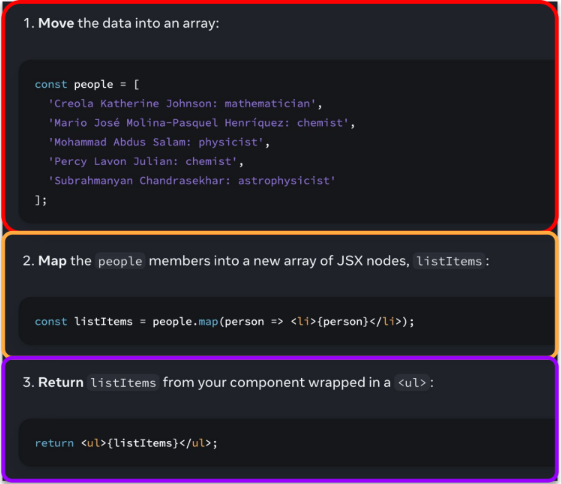 1. Move the data into an array:
const people = [
  'Creola Katherine Johnson: mathematician',
  'Mario José Molina-Pasquel Henríquez: chemist',
  'Mohammad Abdus Salam: physicist',
  'Percy Lavon Julian: chemist',
  'Subrahmanyan Chandrasekhar: astrophysicist'
];
2. Map the people members into a new array of JSX nodes, listItems:
const listItems = people.map(person => <li>{person}</li>);
3. Return listItems from your component wrapped in a <ul>:
return <ul>{listItems}</ul>;